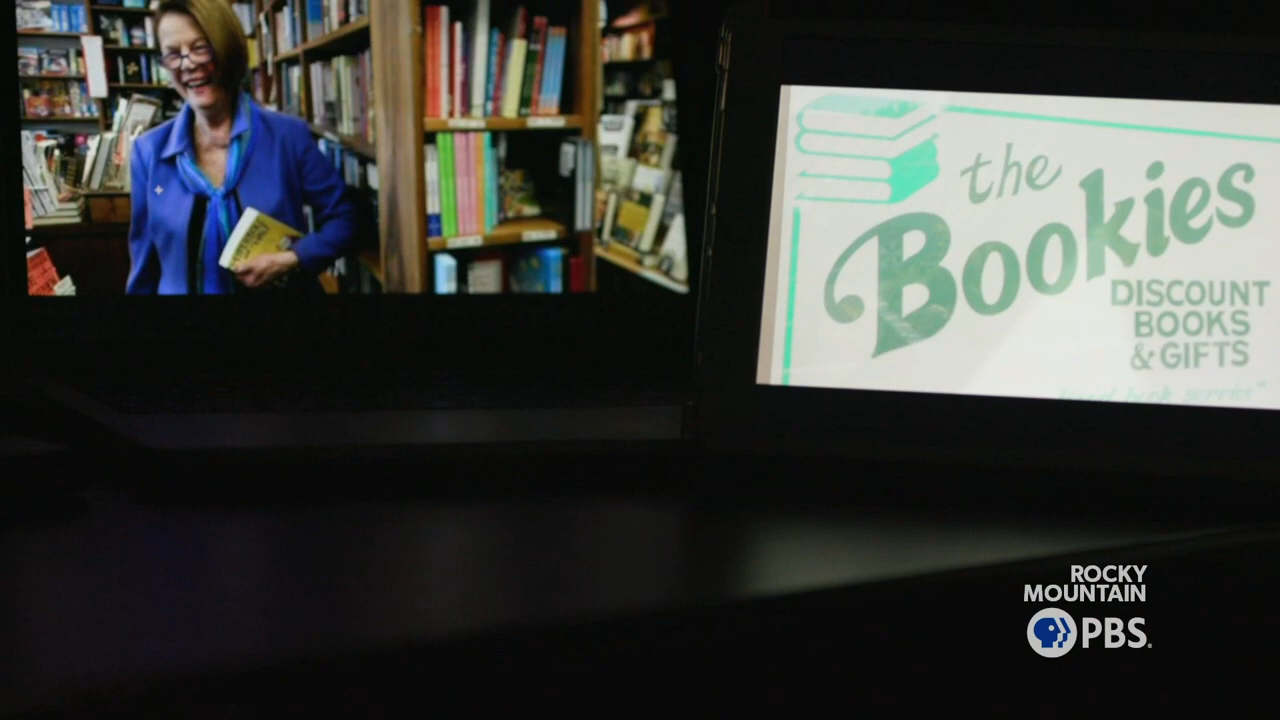 the
Bookies
DISCOUNT
BOOKS
& GIFTS
ROCKY
MOUNTAIN
PBS.